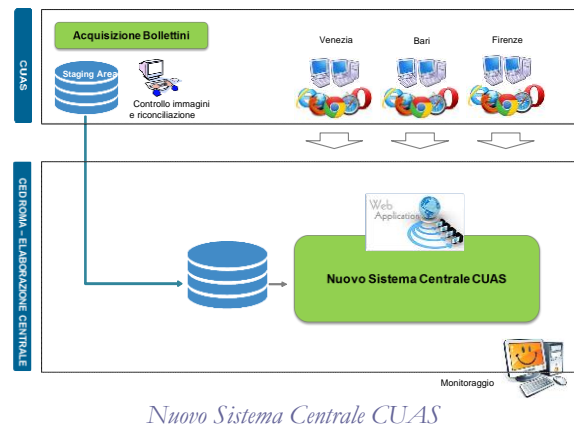 Acquisizione Bollettini
Venezia
Bari
Firenze
CUAS
Staging Area
Controllo immagini
e riconciliazione
CED ROMA – ELABORAZIONE CENTRALE
Web
Application
Nuovo Sistema Centrale CUAS
Monitoraggio
Nuovo Sistema Centrale CUAS